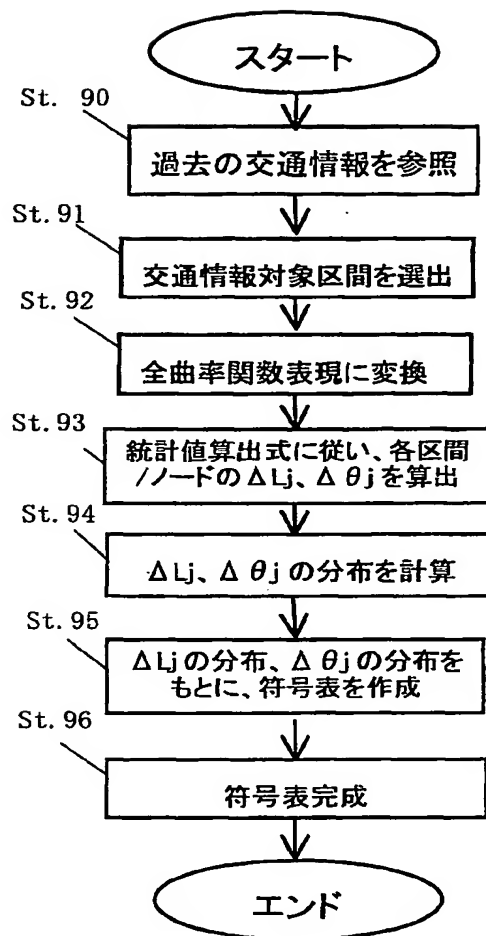 スタート
St. 90
過去の交通情報を参照
St.91
交通情報対象区間を選出
St.92
全曲率関数表現に変換
St.93
統計値算出式に従い、各区間
/ノードのΔLj、Δθjを算出
St.94
ΔLj、Δθjの分布を計算
St.95
ΔLjの分布、Δθjの分布を
もとに、符号表を作成
St.96
符号表完成
エンド